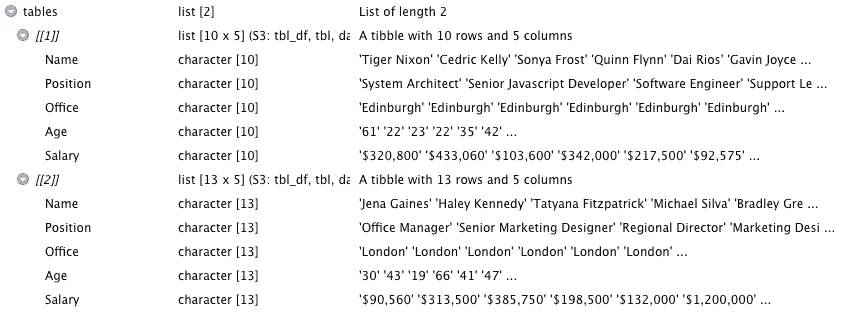 tables list [2] List of length 2
[[1]] list [10 x 5] (S3: tbl_df, tbl, da A tibble with 10 rows and 5 columns
Name character [10] 'Tiger Nixon' 'Cedric Kelly' 'Sonya Frost' 'Quinn Flynn' 'Dai Rios' 'Gavin Joyce ...
Position character [10] 'System Architect' 'Senior Javascript Developer' 'Software Engineer' 'Support Le ...
Office character [10] 'Edinburgh' 'Edinburgh' 'Edinburgh' 'Edinburgh' 'Edinburgh' 'Edinburgh' ...
Age character [10] '61' '22' '23' '22' '35' '42' ...
Salary character [10] '$320,800' '$433,060' '$103,600' '$342,000' '$217,500' '$92,575' ...
[[2]] list [13 x 5] (S3: tbl_df, tbl, da A tibble with 13 rows and 5 columns
Name character [13] 'Jena Gaines' 'Haley Kennedy' 'Tatyana Fitzpatrick' 'Michael Silva' 'Bradley Gre ...
Position character [13] 'Office Manager' 'Senior Marketing Designer' 'Regional Director' 'Marketing Desi ...
Office character [13] 'London' 'London' 'London' 'London' 'London' 'London' ...
Age character [13] '30' '43' '19' '66' '41' '47' ...
Salary character [13] '$90,560' '$313,500' '$385,750' '$198,500' '$132,000' '$1,200,000' ...